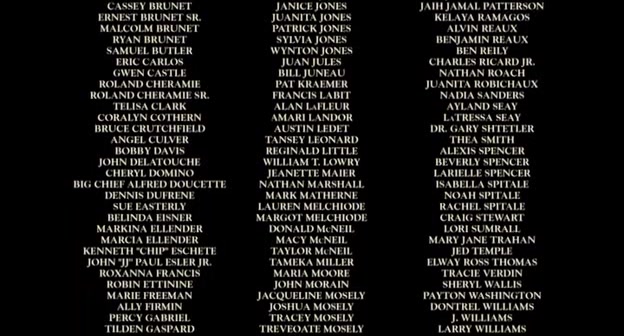 CASSEY BRUNET
ERNEST BRUNET SR.
MALCOLM BRUNET
RYAN BRUNET
SAMUEL BUTLER
ERIC CARLOS
GWEN CASTLE
ROLAND CHERAMIE
ROLAND CHERAMIE SR.
TELISA CLARK
CORALYN COTHERN
BRUCE CRUTCHFIELD
ANGEL CULVER
BOBBY DAVIS
JOHN DELATOUCHE
CHERYL DOMINO
BIG CHIEF ALFRED DOUCETTE
DENNIS DUFRENE
SUE EASTERLY
BELINDA EISNER
MARKINA ELLENDER
MARCIA ELLENDER
KENNETH "CHIP" ESCHETE
JOHN "JJ" PAUL ESLER JR.
ROXANNA FRANCIS
ROBIN ETTININE
MARIE FREEMAN
ALLY FIRMIN
PERCY GABRIEL
TILDEN GASPARD
JANICE JONES
JUANITA JONES
PATRICK JONES
SYLVIA JONES
WYNTON JONES
JUAN JULES
BILL JUNEAU
PAT KRAEMER
FRANCIS LABIT
ALAN LaFLEUR
AMARI LANDOR
AUSTIN LEDET
TANSEY LEONARD
REGINALD LITTLE
WILLIAM T. LOWRY
JEANETTE MAIER
NATHAN MARSHALL
MARK MATHERNE
LAUREN MELCHIODE
MARGOT MELCHIODE
DONALD McNEIL
MACY McNEIL
TAYLOR McNEIL
TAMEKA MILLER
MARIA MOORE
JOHN MORAIN
JACQUELINE MOSELY
JOSHUA MOSELY
TRACEY MOSELY
TREVEOATE MOSELY
JAIH JAMAL PATTERSON
KELAYA RAMAGOS
ALVIN REAUX
BENJAMIN REAUX
BEN REILY
CHARLES RICARD JR.
NATHAN ROACH
JUANITA ROBICHAUX
NADIA SANDERS
AYLAND SEAY
LaTRESSA SEAY
DR. GARY SHTETLER
THEA SMITH
ALEXIS SPENCER
BEVERLY SPENCER
LARIELLE SPENCER
ISABELLA SPITALE
NOAH SPITALE
RACHEL SPITALE
CRAIG STEWART
LORI SUMRALL
MARY JANE TRAHAN
JED TEMPLE
ELWAY ROSS THOMAS
TRACIE VERDIN
SHERYL WALLIS
PAYTON WASHINGTON
DONTREL WILLIAMS
J. WILLIAMS
LARRY WILLIAMS